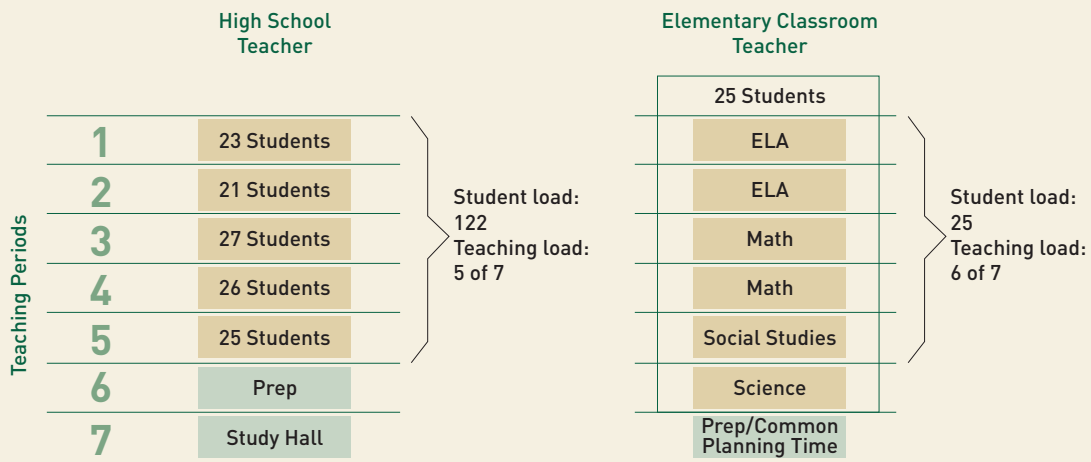 High School
Teacher
Elementary Classroom
Teacher
25 Students
Teaching Periods
1
23 Students
ELA
2
21 Students
ELA
3
27 Students
Math
4
26 Students
Math
5
25 Students
Social Studies
6
Prep
Science
7
Study Hall
Prep/Common
Planning Time
Student load:
122
Teaching load:
5 of 7
Student load:
25
Teaching load:
6 of 7